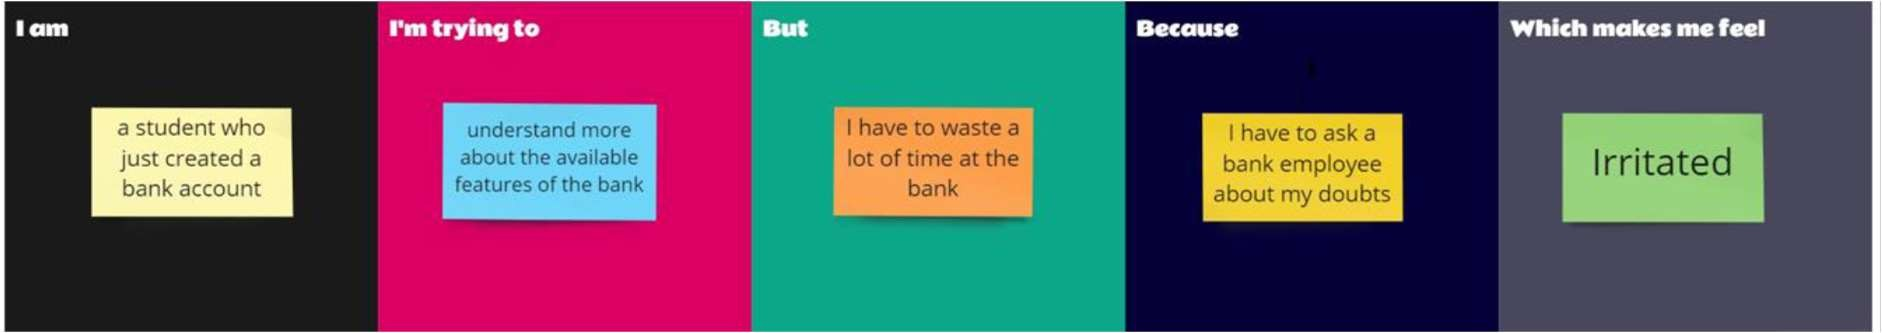 I am
a student who
just created a
bank account
I'm trying to
understand more
about the available
features of the bank
But
I have to waste a
lot of time at the
bank
Because
I have to ask a
bank employee
about my doubts
Which makes me feel
Irritated